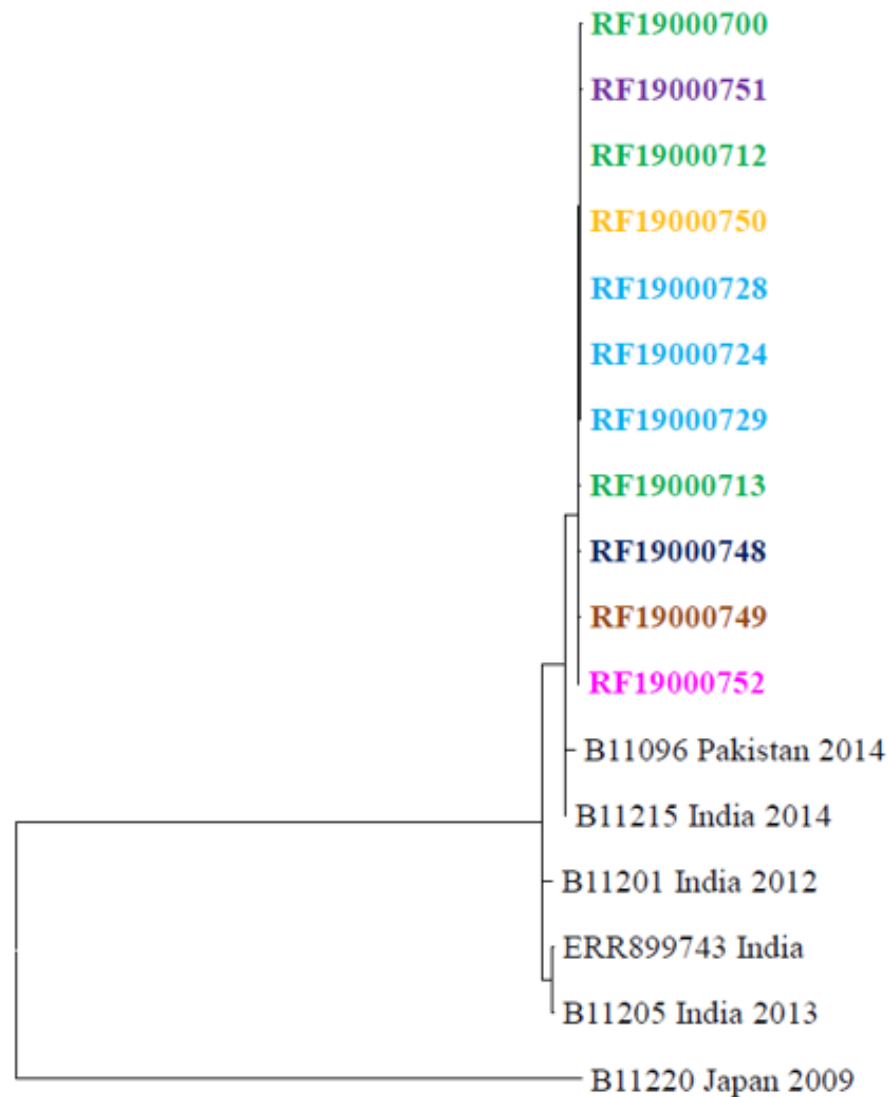 RF19000700
RF19000751
RF19000712
RF19000750
RF19000728
RF19000724
RF19000729
RF19000713
RF19000748
RF19000749
RF19000752
B11096 Pakistan 2014
B11215 India 2014
B11201 India 2012
ERR899743 India
B11205 India 2013
B11220 Japan 2009